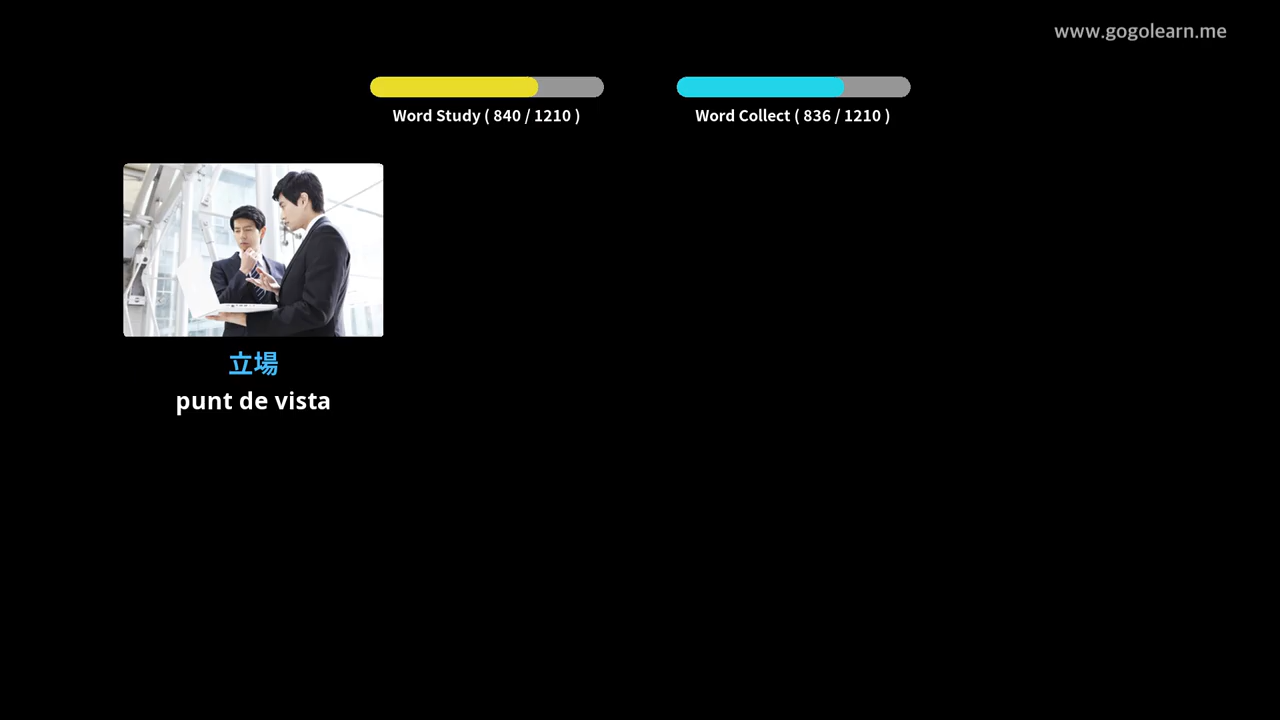 www.gogolearn.me
Word Study ( 840 / 1210 )
Word Collect ( 836 / 1210 )
立場
punt de vista